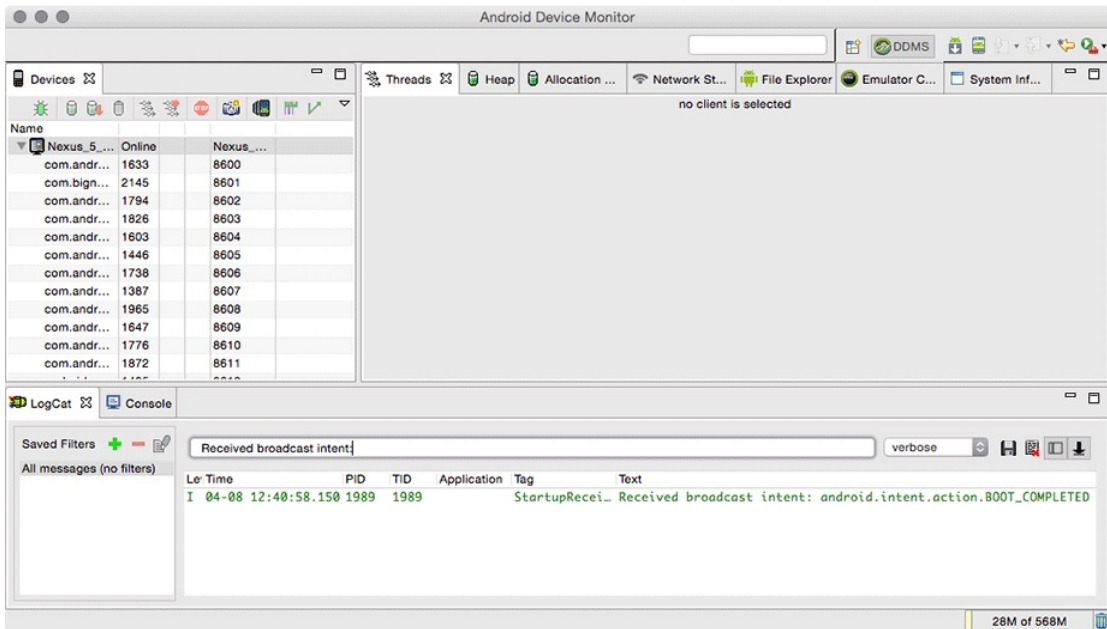 Android Device Monitor
DDMS
Devices
Threads Heap Allocation ... Network St... File Explorer Emulator C... System Inf...
no client is selected
Name
Nexus_5_... Online Nexus_...
com.andr... 1633 8600
com.bign... 2145 8601
com.andr... 1794 8602
com.andr... 1826 8603
com.andr... 1603 8604
com.andr... 1446 8605
com.andr... 1738 8606
com.andr... 1387 8607
com.andr... 1965 8608
com.andr... 1647 8609
com.andr... 1776 8610
com.andr... 1872 8611
LogCat Console
Saved Filters
Received broadcast intent:
verbose
All messages (no filters)
Le Time PID TID Application Tag Text
I 04-08 12:40:58.150 1989 1989 StartupRecei... Received broadcast intent: android.intent.action.BOOT_COMPLETED
28M of 568M